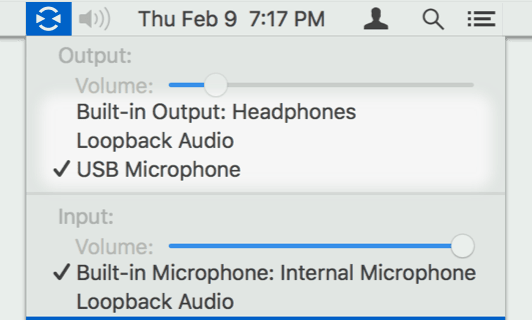 Thu Feb 9 7:17 PM
Output:
Volume:
Built-in Output: Headphones
Loopback Audio
✓ USB Microphone
Input:
Volume:
✓ Built-in Microphone: Internal Microphone
Loopback Audio